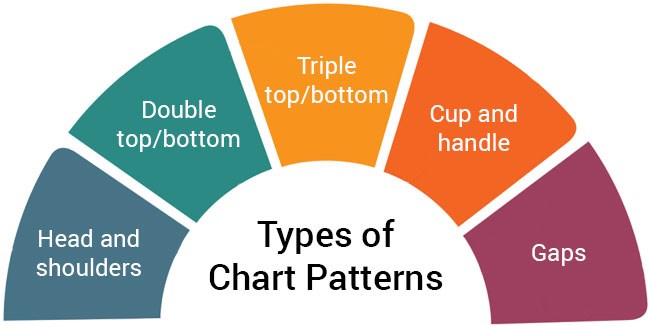 Head and
shoulders
Double
top/bottom
Triple
top/bottom
Cup and
handle
Gaps
Types of
Chart Patterns